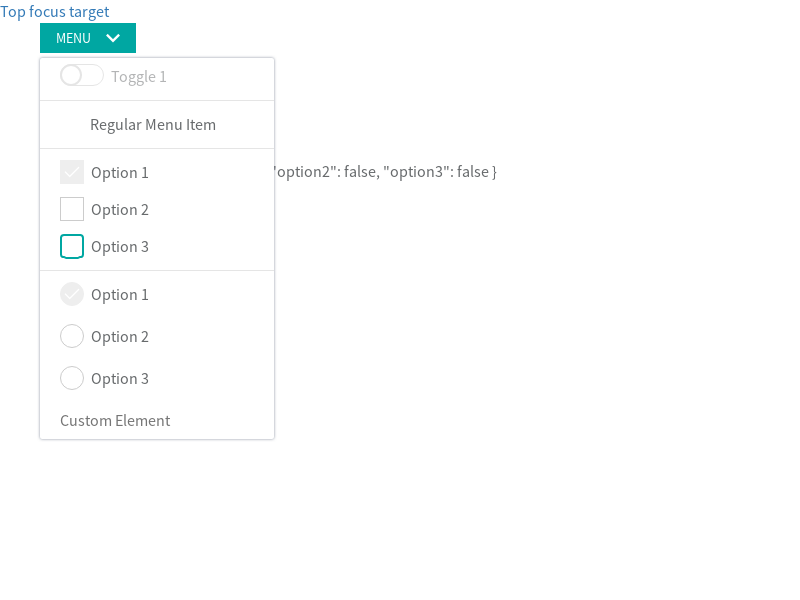 Top focus target
MENU
Toggle 1
Regular Menu Item
Option 1
"option2": false, "option3": false }
Option 2
Option 3
Option 1
Option 2
Option 3
Custom Element